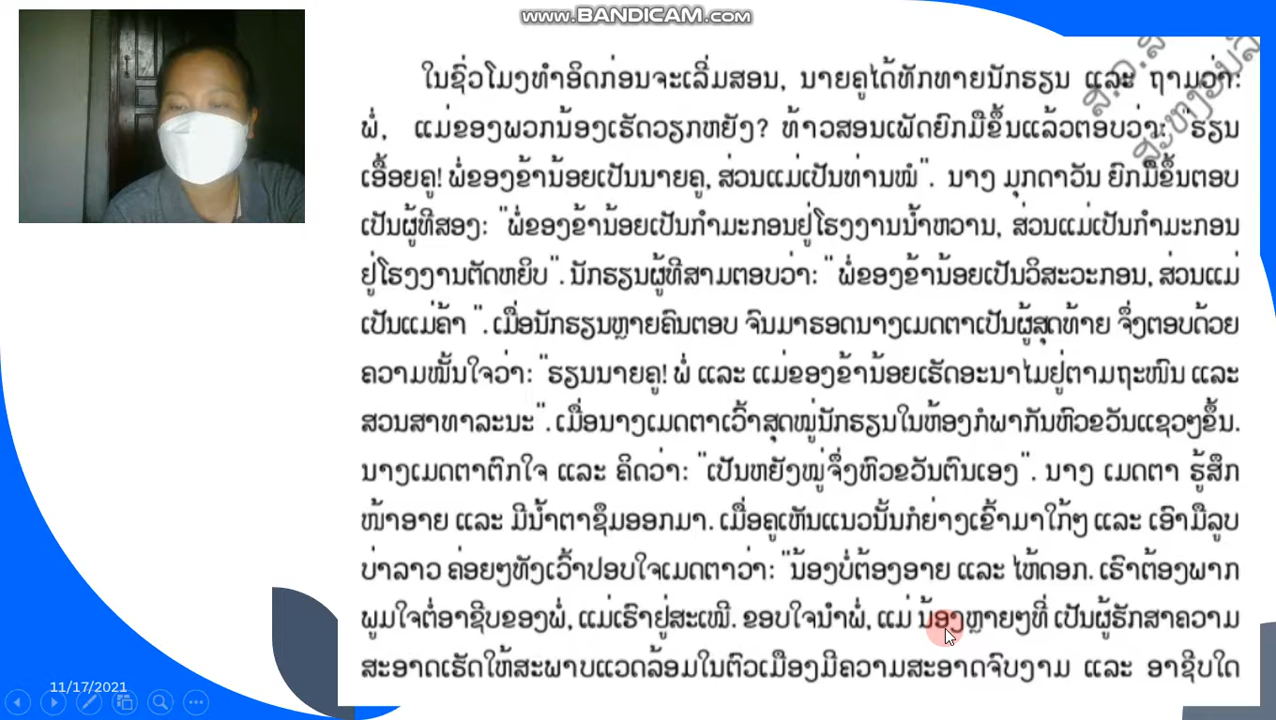 WWW.BANDICAM.COM
ໃນຊົ່ວໂມງທຳອິດກ່ອນຈະເລີ່ມສອນ, ນາຍຄູໄດ້ທັກທາຍນັກຮຽນ ແລະ ຖາມວ່າ:
ພໍ່, ແມ່ຂອງພວກນ້ອງເຮັດວຽກຫຍັງ? ທ້າວສອນເພັດຍົກມືຂຶ້ນແລ້ວຕອບວ່າ: "ຮຽນ
ເອື້ອຍຄູ! ພໍ່ຂອງຂ້ານ້ອຍເປັນນາຍຄູ, ສ່ວນແມ່ເປັນທ່ານໝໍ". ນາງ ມຸກດາວັນ ຍົກມືຂຶ້ນຕອບ
ເປັນຜູ້ທີສອງ: "ພໍ່ຂອງຂ້ານ້ອຍເປັນກຳມະກອນຢູ່ໂຮງງານນ້ຳຫວານ, ສ່ວນແມ່ເປັນກຳມະກອນ
ຢູ່ໂຮງງານຕັດຫຍິບ". ນັກຮຽນຜູ້ທີສາມຕອບວ່າ: "ພໍ່ຂອງຂ້ານ້ອຍເປັນວິສະວະກອນ, ສ່ວນແມ່
ເປັນແມ່ຄ້າ ". ເມື່ອນັກຮຽນຫຼາຍຄົນຕອບ ຈົນມາຮອດນາງເມດຕາເປັນຜູ້ສຸດທ້າຍ ຈຶ່ງຕອບດ້ວຍ
ຄວາມໝັ້ນໃຈວ່າ: "ຮຽນນາຍຄູ! ພໍ່ ແລະ ແມ່ຂອງຂ້ານ້ອຍເຮັດອະນາໄມຢູ່ຕາມຖະໜົນ ແລະ
ສວນສາທາລະນະ". ເມື່ອນາງເມດຕາເວົ້າສຸດໝູ່ນັກຮຽນໃນຫ້ອງກໍພາກັນຫົວຂວັນແຊວໆຂຶ້ນ.
ນາງເມດຕາຕົກໃຈ ແລະ ຄິດວ່າ: "ເປັນຫຍັງໝູ່ຈຶ່ງຫົວຂວັນຕົນເອງ". ນາງ ເມດຕາ ຮູ້ສຶກ
ໜ້າອາຍ ແລະ ມີນ້ຳຕາຊຶມອອກມາ. ເມື່ອຄູເຫັນແນວນັ້ນກໍຍ່າງເຂົ້າມາໃກ້ໆ ແລະ ເອົາມືລູບ
ບ່າລາວ ຄ່ອຍໆທັງເວົ້າປອບໃຈເມດຕາວ່າ: "ນ້ອງບໍ່ຕ້ອງອາຍ ແລະ ໄຫ້ດອກ. ເຮົາຕ້ອງພາກ
ພູມໃຈຕໍ່ອາຊີບຂອງພໍ່, ແມ່ເຮົາຢູ່ສະເໝີ. ຂອບໃຈນຳພໍ່, ແມ່ ນ້ອງຫຼາຍໆທີ່ ເປັນຜູ້ຮັກສາຄວາມ
ສະອາດເຮັດໃຫ້ສະພາບແວດລ້ອມໃນຕົວເມືອງມີຄວາມສະອາດຈົບງາມ ແລະ ອາຊີບໃດ
11/17/2021